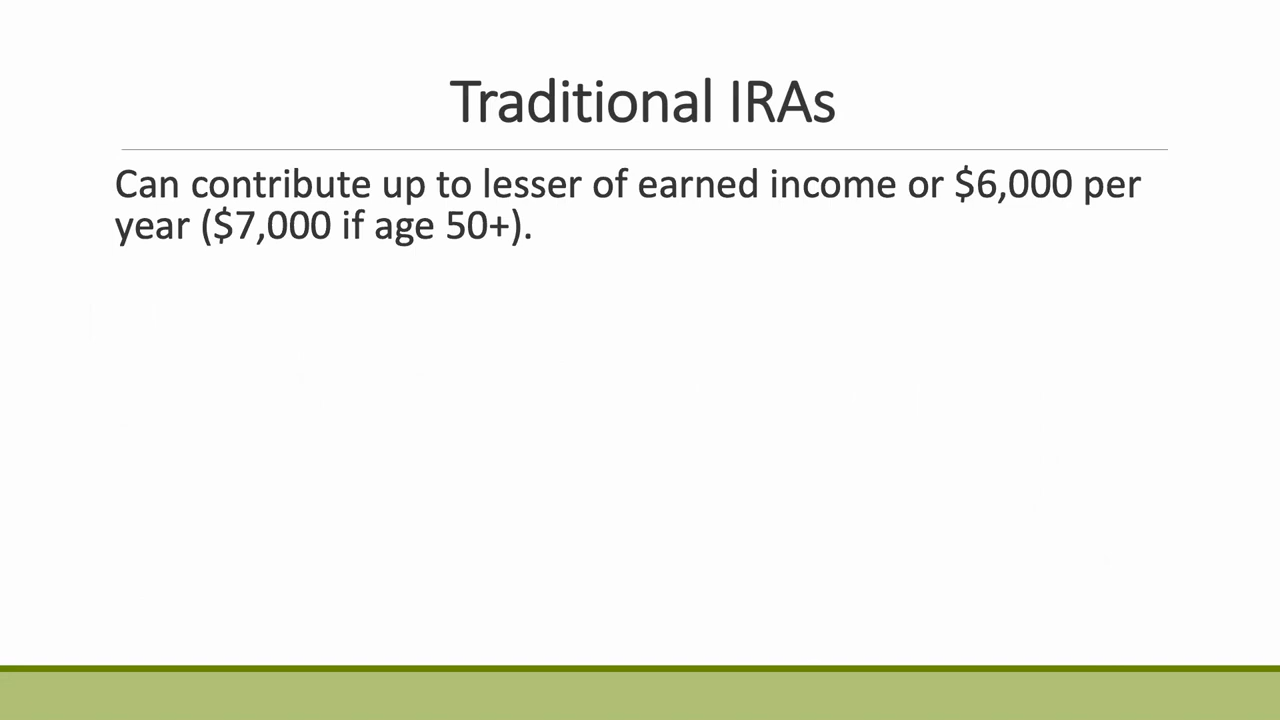 Traditional IRAs
Can contribute up to lesser of earned income or $6,000 per
year ($7,000 if age 50+).